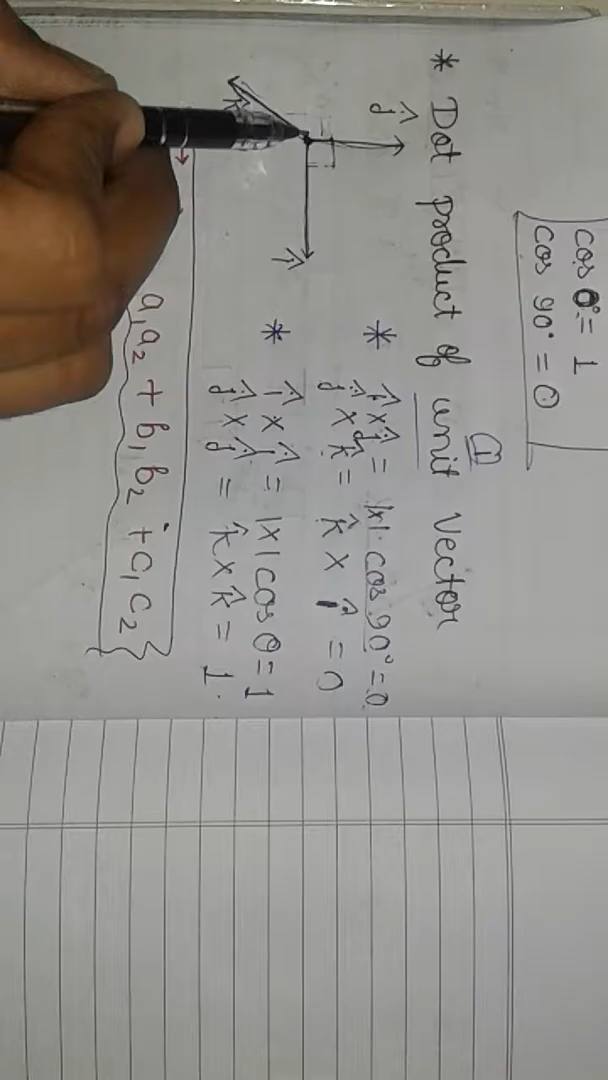 cos 0° = 1
cos 90° = 0
* Dot product of unit vector
(1)
ĵ
î
k̂
* î x ĵ = |x|. cos 90° = 0
ĵ x k̂ = k̂ x î = 0
* î x î = |x| cos 0 = 1
ĵ x ĵ = k̂ x k̂ = 1.
a₁a₂ + b₁b₂ + c₁c₂